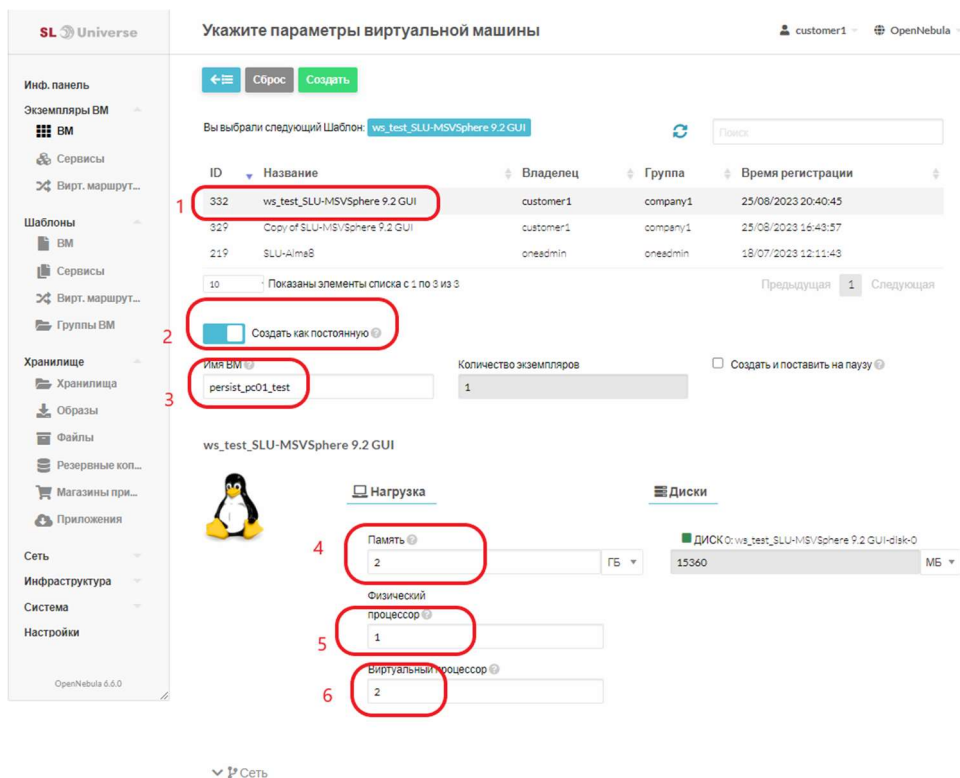 SL Universe
Укажите параметры виртуальной машины
customer1
OpenNebula
Инф. панель
Экземпляры ВМ
ВМ
Сервисы
Вирт. маршрут...
Шаблоны
ВМ
Сервисы
Вирт. маршрут...
Группы ВМ
Хранилище
Хранилища
Образы
Файлы
Резервные коп...
Магазины при...
Приложения
Сеть
Инфраструктура
Система
Настройки
OpenNebula 6.6.0
Сброс Создать
Вы выбрали следующий Шаблон: ws_test_SLU-MSVSphere 9.2 GUI
Поиск
ID Название Владелец Группа Время регистрации
1 332 ws_test_SLU-MSVSphere 9.2 GUI customer1 company1 25/08/2023 20:40:45
329 Copy of SLU-MSVSphere 9.2 GUI customer1 company1 25/08/2023 16:43:57
219 SLU-Alma8 oneadmin oneadmin 18/07/2023 12:11:43
10 Показаны элементы списка с 1 по 3 из 3 Предыдущая 1 Следующая
2 Создать как постоянную
Имя ВМ Количество экземпляров Создать и поставить на паузу
3 persist_pc01_test 1
ws_test_SLU-MSVSphere 9.2 GUI
Нагрузка Диски
4 Память ДИСК 0: ws_test_SLU-MSVSphere 9.2 GUI-disk-0
2 ГБ 15360 МБ
Физический
процессор
5 1
Виртуальный процессор
6 2
Сеть